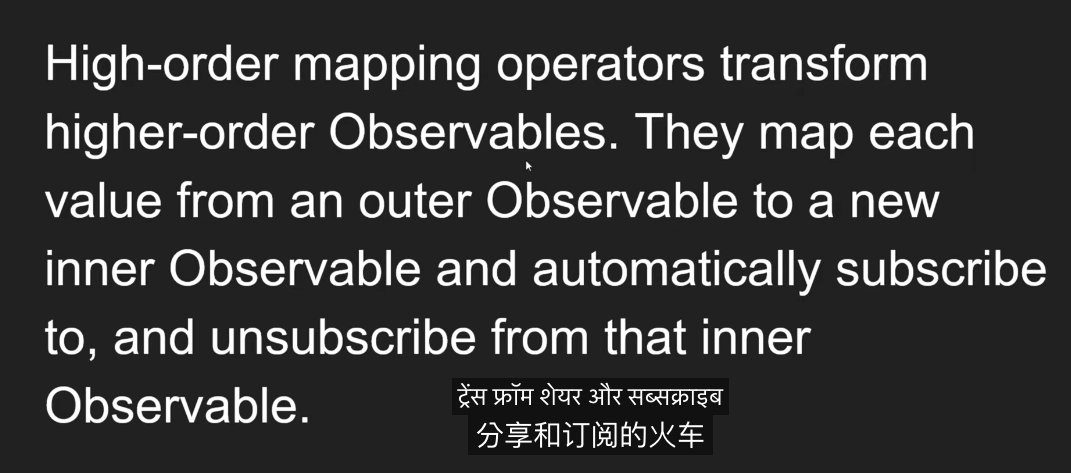 High-order mapping operators transform
higher-order Observables. They map each
value from an outer Observable to a new
inner Observable and automatically subscribe
to, and unsubscribe from that inner
Observable.
ट्रेंस फ्रॉम शेयर और सब्सक्राइब
分享和订阅的火车